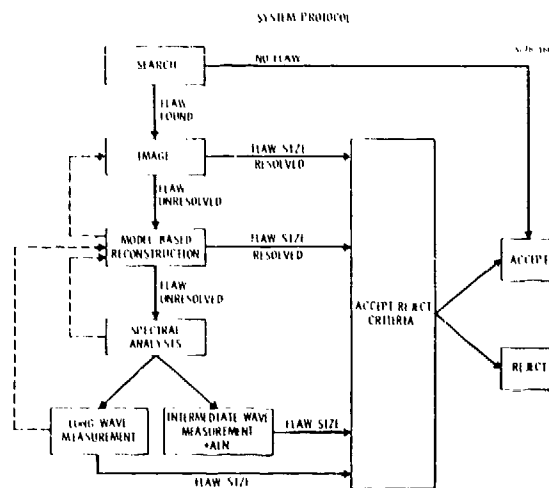 SYSTEM PROTOCOL
SEARCH
NO FLAW
FLAW
FOUND
IMAGE
FLAW SIZE
RESOLVED
FLAW
UNRESOLVED
MODEL BASED
RECONSTRUCTION
FLAW SIZE
RESOLVED
FLAW
UNRESOLVED
SPECTRAL
ANALYSTS
ACCEPT REJECT
CRITERIA
ACCEPT
REJECT
LONG WAVE
MEASUREMENT
INTERMEDIATE WAVE
MEASUREMENT
FLAW SIZE
FLAW SIZE